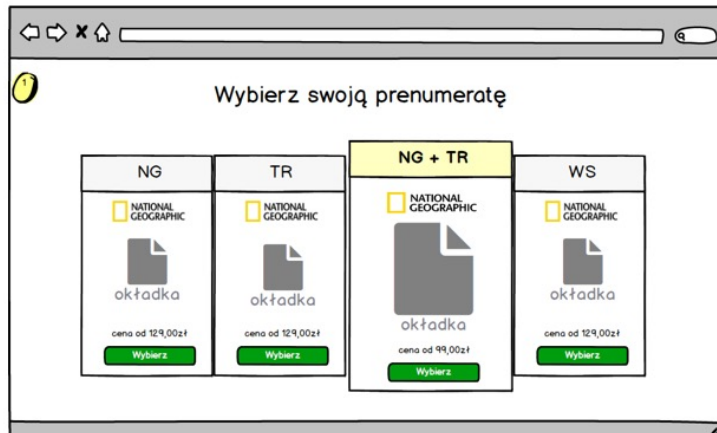 1
Wybierz swoją prenumeratę
NG
NATIONAL
GEOGRAPHIC
okładka
cena od 129,00zł
Wybierz
TR
NATIONAL
GEOGRAPHIC
okładka
cena od 129,00zł
Wybierz
NG + TR
NATIONAL
GEOGRAPHIC
okładka
cena od 99,00zł
Wybierz
WS
NATIONAL
GEOGRAPHIC
okładka
cena od 129,00zł
Wybierz